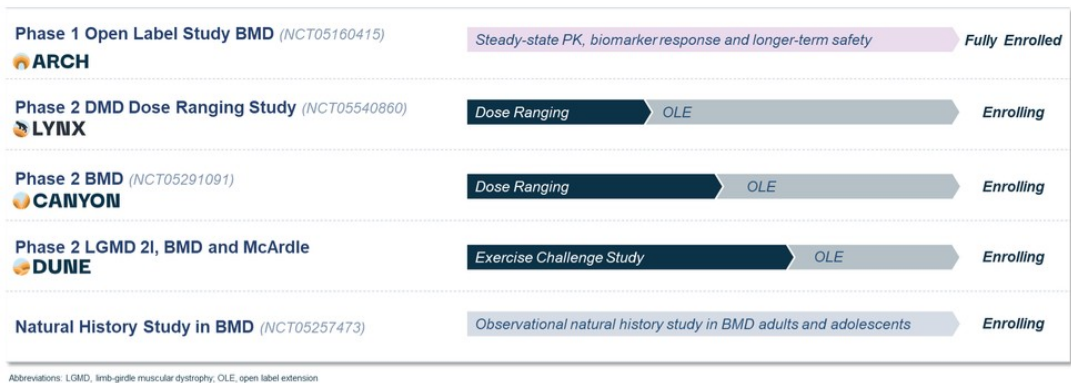 Phase 1 Open Label Study BMD (NCT05160415)
ARCH
Steady-state PK, biomarker response and longer-term safety
Fully Enrolled
Phase 2 DMD Dose Ranging Study (NCT05540860)
LYNX
Dose Ranging
OLE
Enrolling
Phase 2 BMD (NCT05291091)
CANYON
Dose Ranging
OLE
Enrolling
Phase 2 LGMD 2I, BMD and McArdle
DUNE
Exercise Challenge Study
OLE
Enrolling
Natural History Study in BMD (NCT05257473)
Observational natural history study in BMD adults and adolescents
Enrolling
Abbreviations: LGMD, limb-girdle muscular dystrophy; OLE, open label extension